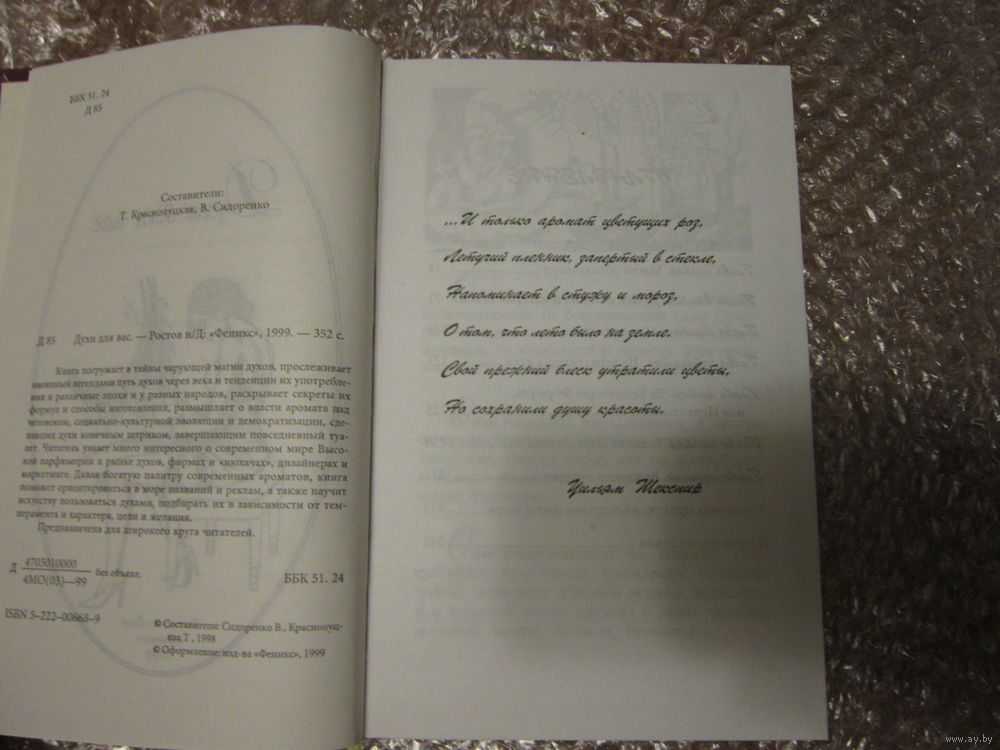 ББК 51. 24
Д 85
Составители:
Т. Краснолуцкая, В. Сидоренко
Д 85 Духи для вас. — Ростов н/Д: «Феникс», 1999. — 352 с.
Книга погружает в тайны чарующей магии духов, прослеживает
овеянный легендами путь духов через века и тенденции их употребле-
ния в различные эпохи и у разных народов, раскрывает секреты их
формул и способы изготовления, размышляет о власти аромата над
человеком, социально-культурной эволюции и демократизации, сде-
лавших духи конечным штрихом, завершающим повседневный туа-
лет. Читатель узнает много интересного о современном мире Высо-
кой парфюмерии и рынке духов, фирмах и «нюхачах», дизайнерах и
маркетинге. Давая богатую палитру современных ароматов, книга
поможет ориентироваться в море названий и реклам, а также научит
искусству пользоваться духами, подбирать их в зависимости от тем-
перамента и характера, цели и желания.
Предназначена для широкого круга читателей.
Д 4703010000 без объявл.
4МО(03)—99
ББК 51. 24
ISBN 5-222-00668-9
© Составители: Сидоренко В., Краснолуц-
кая Т., 1998
© Оформление: изд-ва «Феникс», 1999
...И только аромат цветущих роз,
Летучий пленник, запертый в стекле,
Напоминает в стужу и мороз,
О том, что лето было на земле.
Свой прежний блеск утратили цветы,
Но сохранили душу красоты.
Уильям Шекспир
www.ay.by